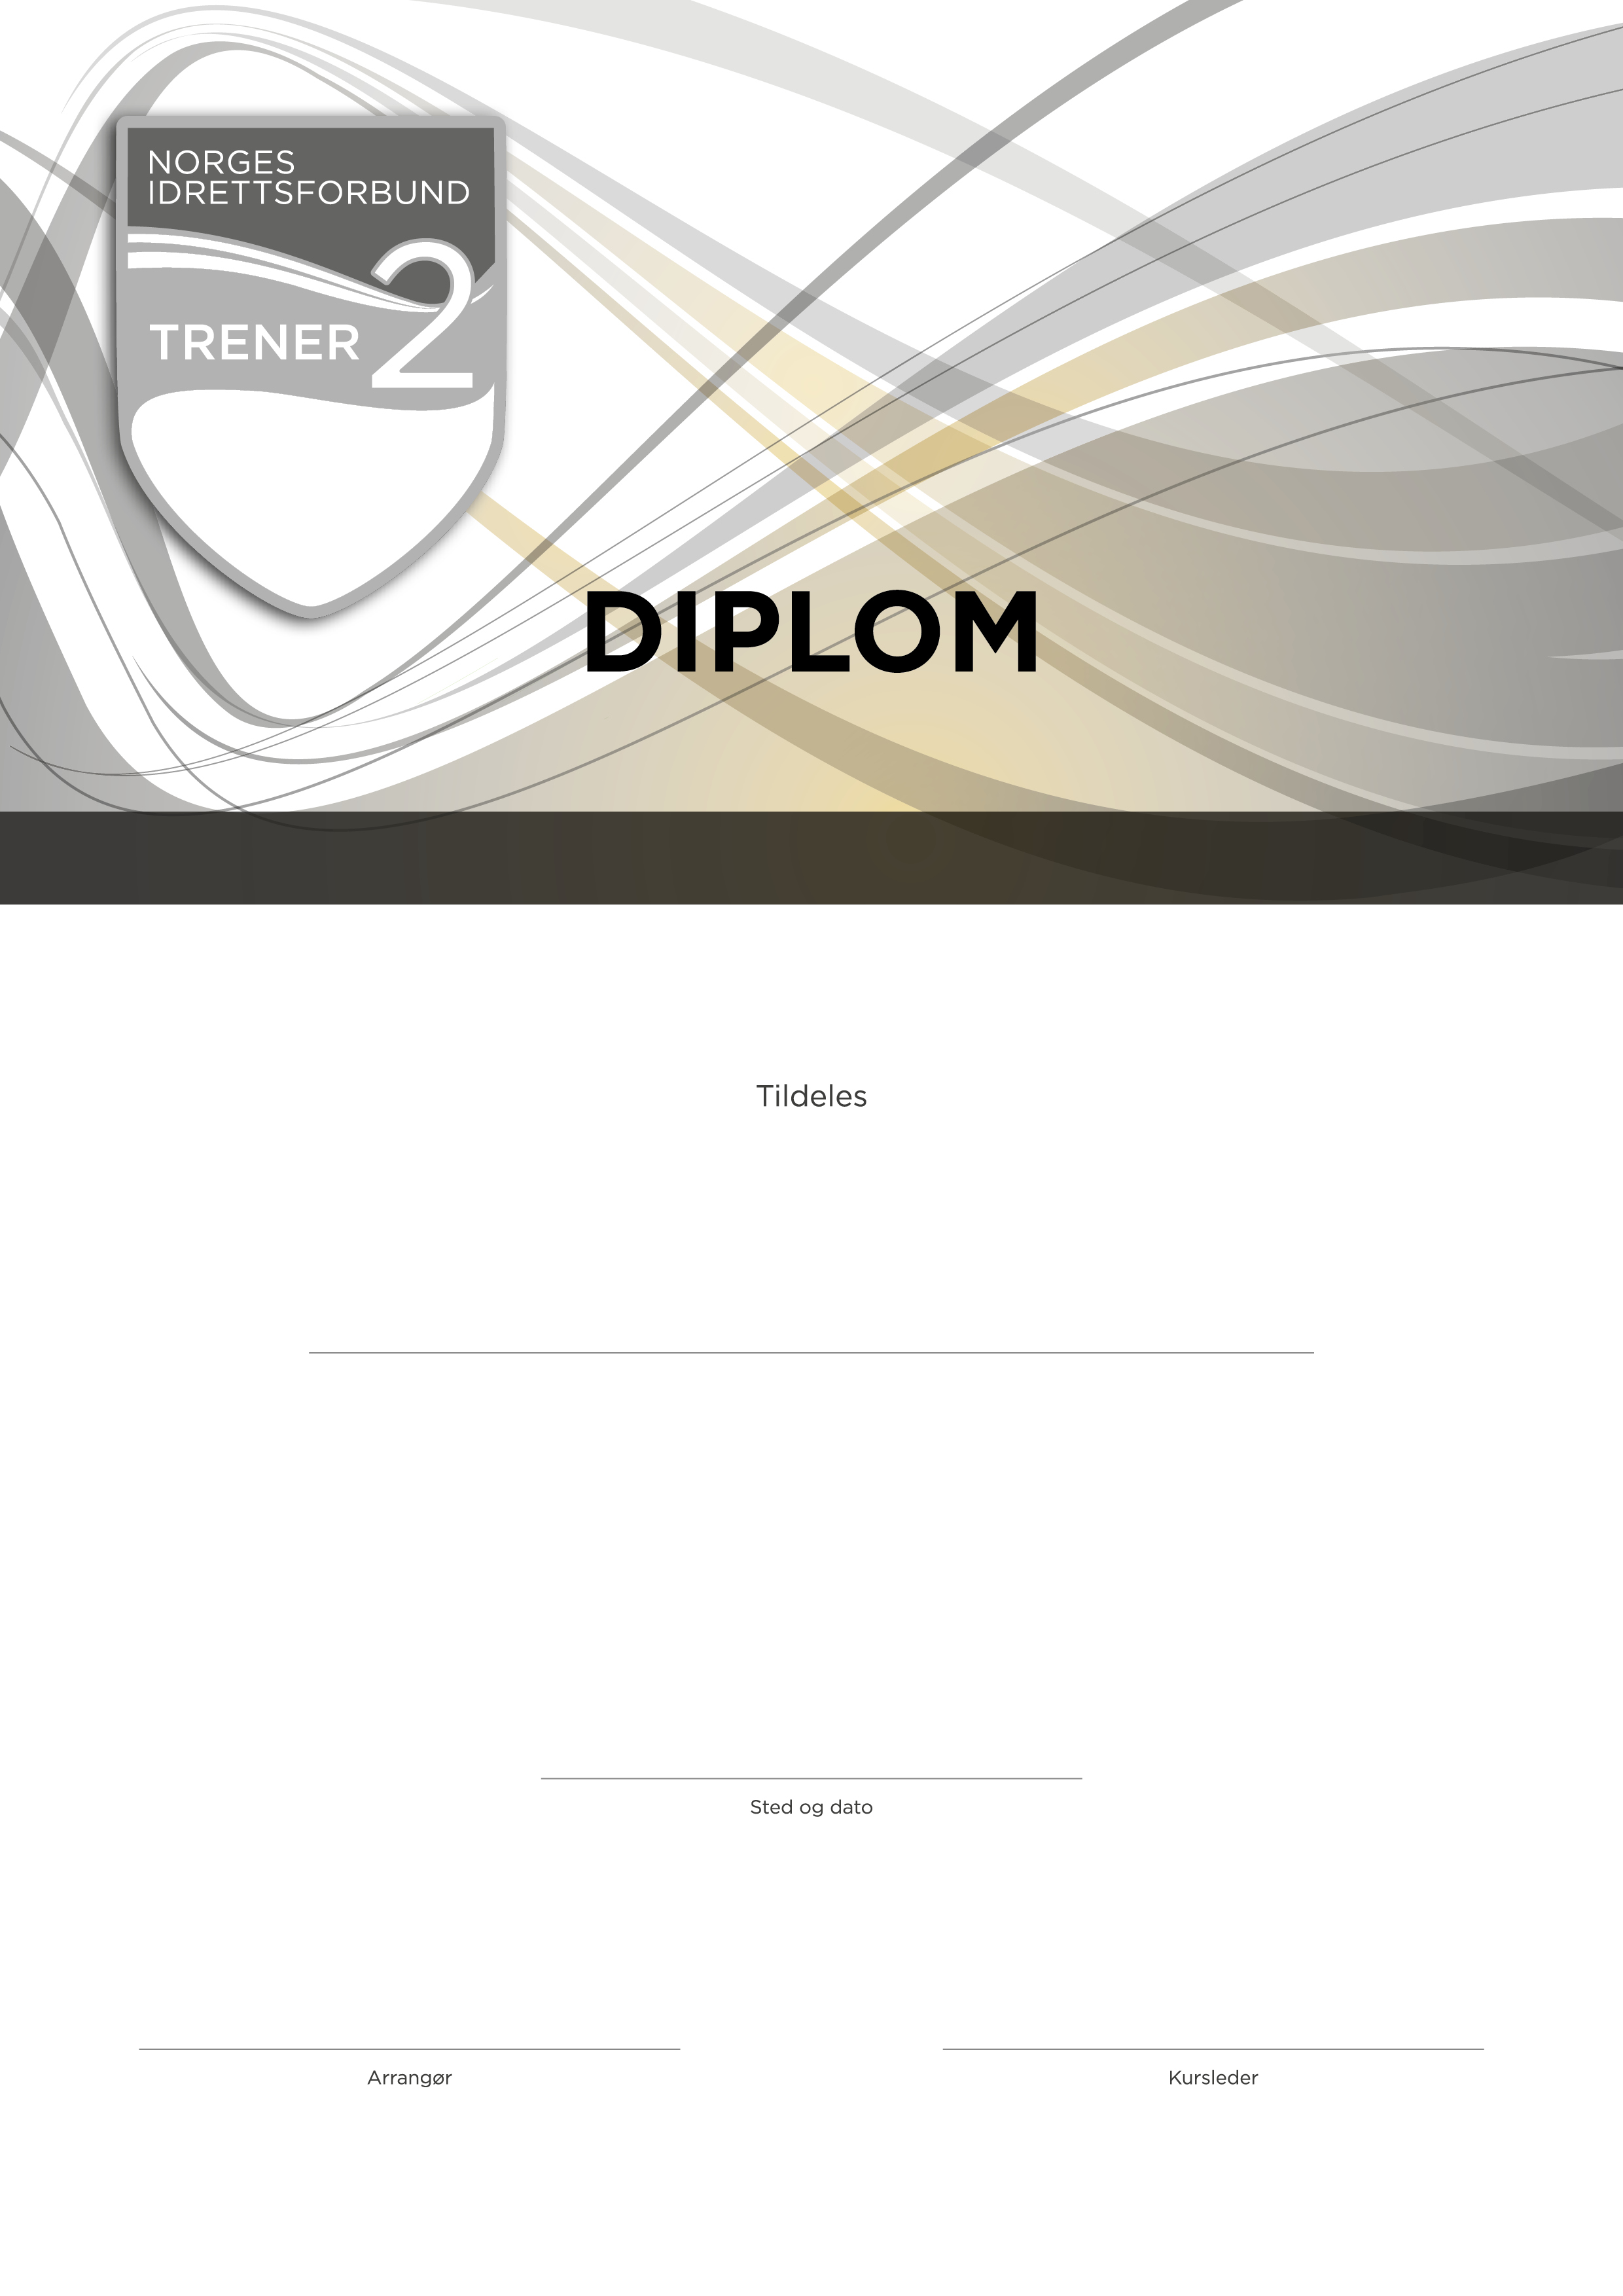 NORGES
IDRETTSFORBUND
TRENER 2
DIPLOM
Tildeles
Sted og dato
Arrangør
Kursleder